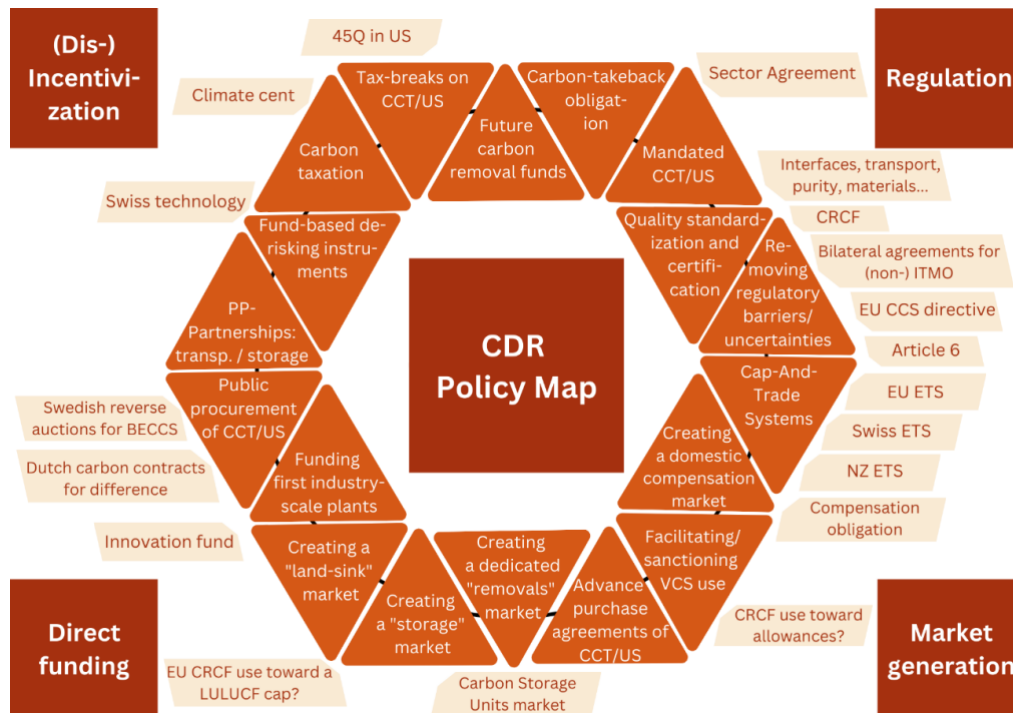 (Dis-)
Incentivi-
zation
45Q in US
Climate cent
Swiss technology
Tax-breaks on
CCT/US
Carbon
taxation
Fund-based de-
risking instru-
ments
Future
carbon
removal funds
Carbon-takeback
obligat-
ion
Mandated
CCT/US
Sector Agreement
Regulation
Interfaces, transport,
purity, materials...
CRCF
Bilateral agreements for
(non-) ITMO
EU CCS directive
Article 6
Quality standard-
ization and
certifi-
cation
Re-
moving
regulatory
barriers/
uncertainties
PP-
Partnerships:
transp. / storage
CDR
Policy Map
Public
procurement
of CCT/US
Swedish reverse
auctions for BECCS
Dutch carbon contracts
for difference
Innovation fund
Funding
first industry-
scale plants
Cap-And-
Trade
Systems
EU ETS
Swiss ETS
NZ ETS
Compensation
obligation
Creating
a domestic
compensation
market
Creating a
"land-sink"
market
Creating
a "storage"
market
Creating
a dedicated
"removals"
market
Advance
purchase
agreements of
CCT/US
Facilitating/
sanctioning
VCS use
Direct
funding
EU CRCF use toward a
LULUCF cap?
Carbon Storage
Units market
CRCF use toward
allowances?
Market
generation